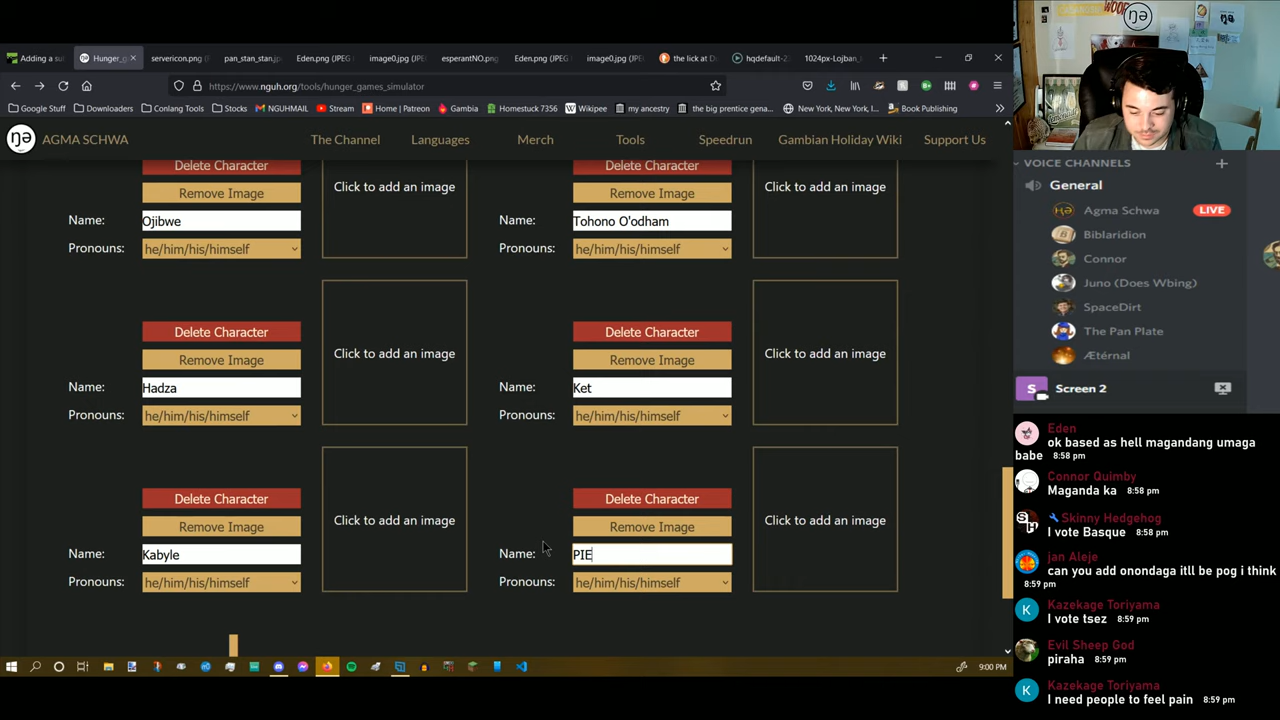 Adding a su
Hunger_g
servericon.png (
pan_stan_stan.jp
Eden.png (JPEG
image0.jpg (JPEG
esperantNO.png
Eden.png (JPEG
image0.jpg (JPEG
the lick at D
hqdefault-2
1024px-Lojban_l
https://www.nguh.org/tools/hunger_games_simulator
Google Stuff
Downloaders
Conlang Tools
Stocks
NGUHMAIL
Stream
Home | Patreon
Gambia
Homestuck 7356
Wikipee
my ancestry
the big prenta gena...
New York, New York, ...
Book Publishing
ŋə
AGMA SCHWA
The Channel
Languages
Merch
Tools
Speedrun
Gambian Holiday Wiki
Support Us
Delete Character
Remove Image
Name: Ojibwe
Pronouns: he/him/his/himself
Click to add an image
Delete Character
Remove Image
Name: Tohono O'odham
Pronouns: he/him/his/himself
Click to add an image
Delete Character
Remove Image
Name: Hadza
Pronouns: he/him/his/himself
Click to add an image
Delete Character
Remove Image
Name: Ket
Pronouns: he/him/his/himself
Click to add an image
Delete Character
Remove Image
Name: Kabyle
Pronouns: he/him/his/himself
Click to add an image
Delete Character
Remove Image
Name: PIE
Pronouns: he/him/his/himself
Click to add an image
9:00 PM
ŋə
VOICE CHANNELS
General
Agma Schwa LIVE
Biblaridion
Connor
Juno (Does Wbing)
SpaceDirt
The Pan Plate
Ætérnal
S
Screen 2
Eden
ok based as hell magandang umaga
babe 8:58 pm
Connor Quimby
Maganda ka 8:58 pm
Skinny Hedgehog
I vote Basque 8:58 pm
jan Aleje
can you add onondaga itll be pog i think
8:59 pm
K
Kazekage Toriyama
I vote tsez 8:59 pm
Evil Sheep God
piraha 8:59 pm
K
Kazekage Toriyama
I need people to feel pain 8:59 pm